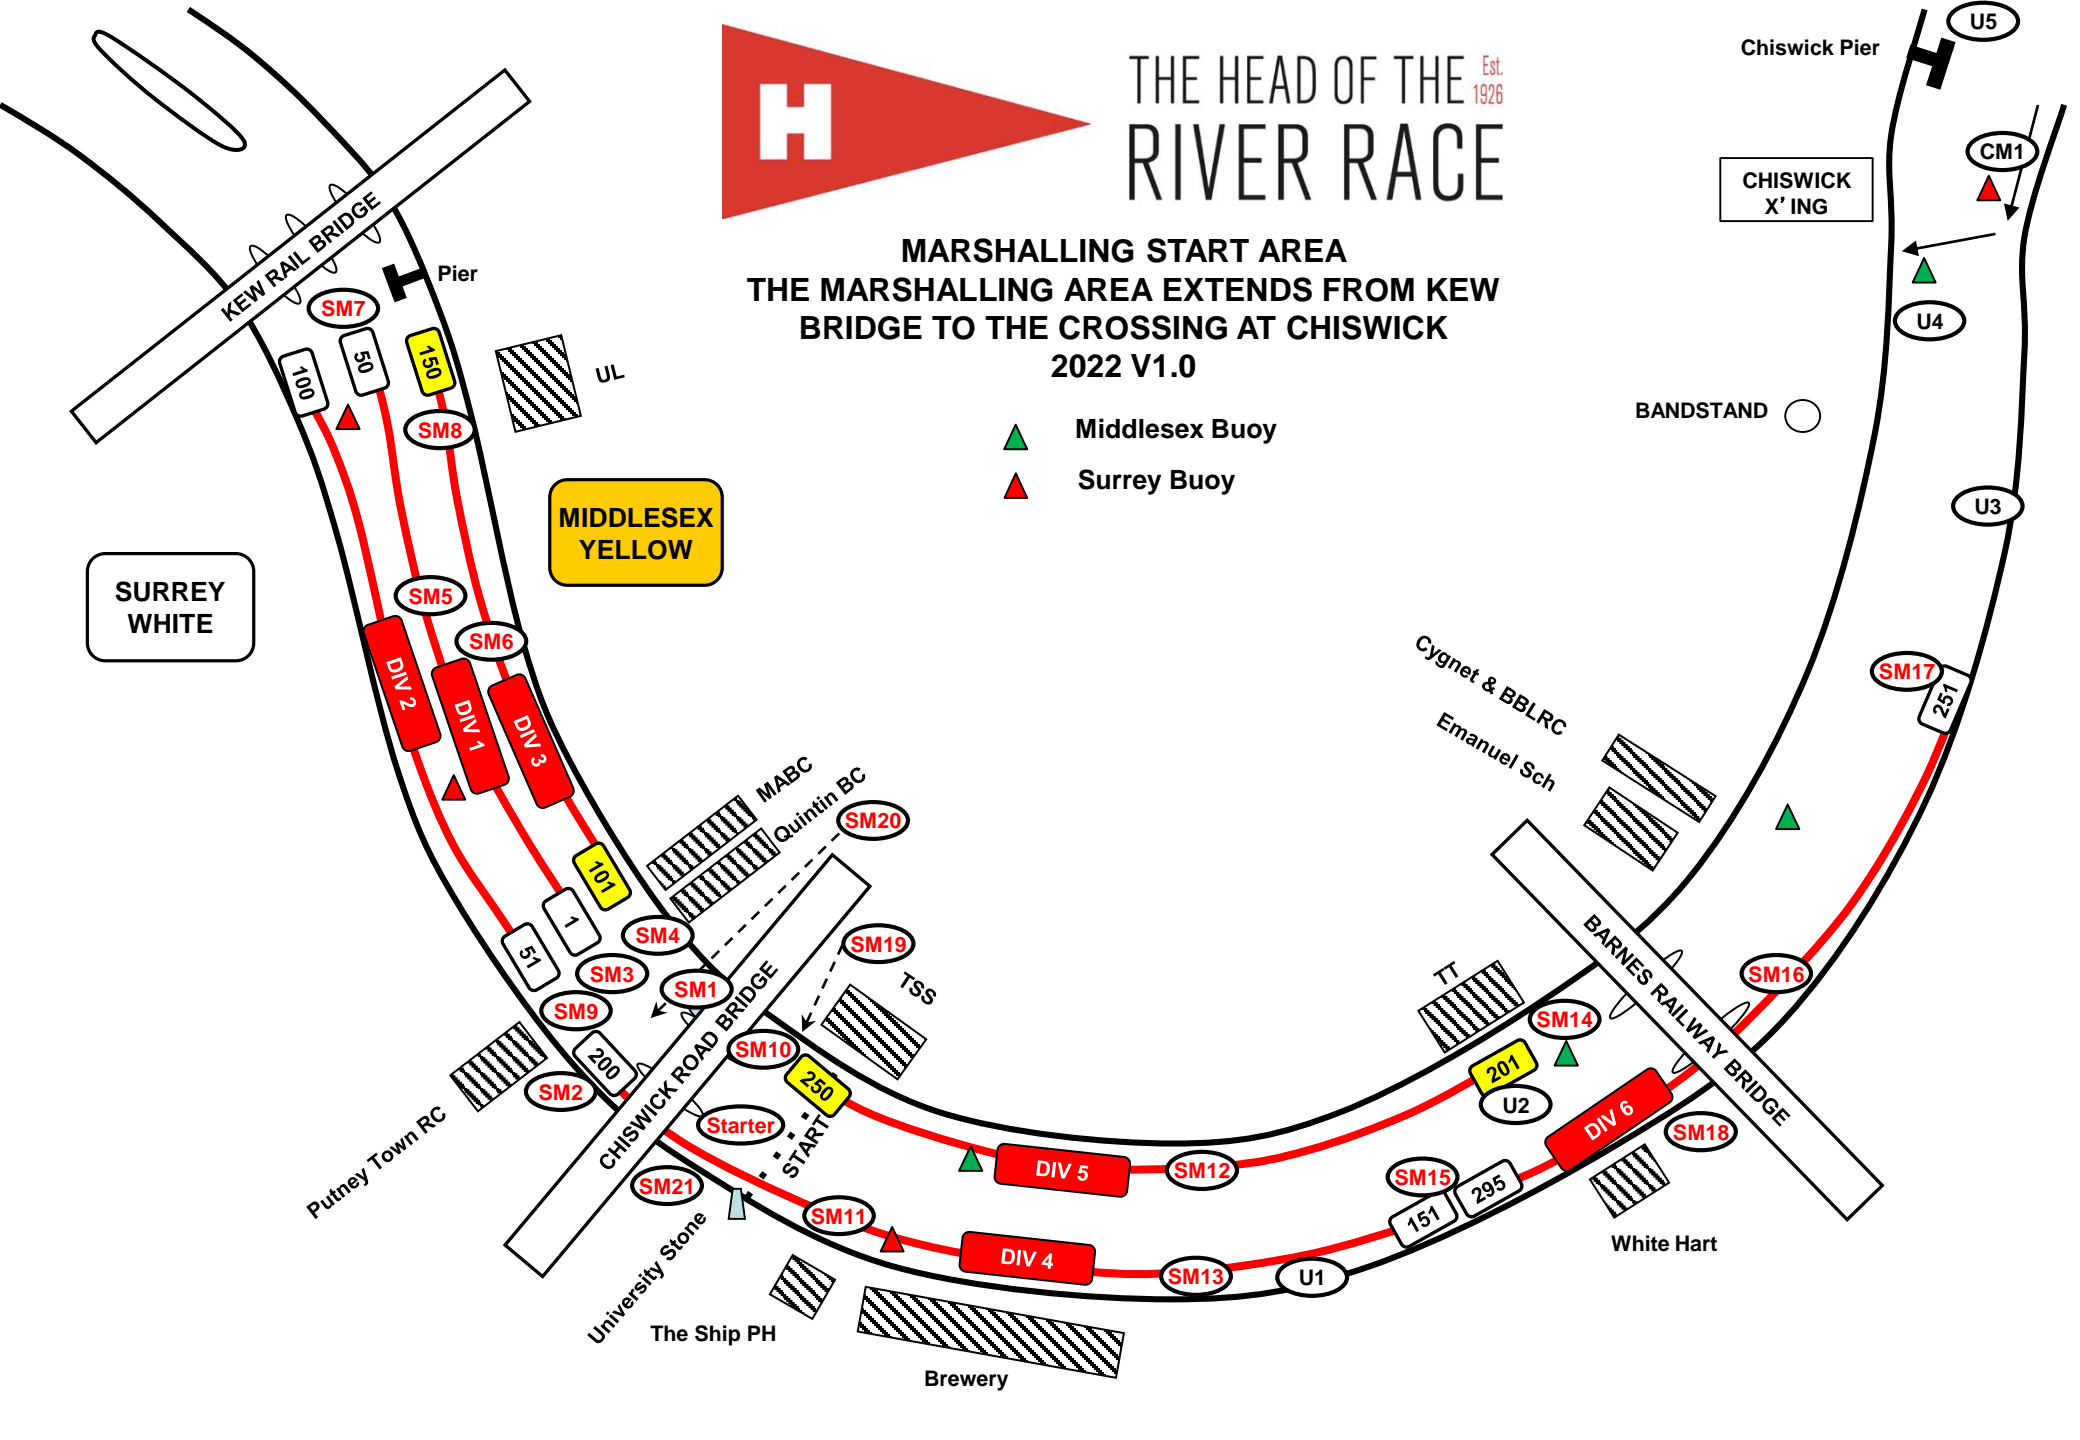 U5
Chiswick Pier
THE HEAD OF THE Est. 1926
RIVER RACE
H
CM1
CHISWICK
X' ING
KEW RAIL BRIDGE
Pier
MARSHALLING START AREA
THE MARSHALLING AREA EXTENDS FROM KEW
BRIDGE TO THE CROSSING AT CHISWICK
2022 V1.0
SM7
U4
100
50
150
UL
SM8
BANDSTAND
Middlesex Buoy
Surrey Buoy
U3
MIDDLESEX
YELLOW
SURREY
WHITE
SM5
SM6
DIV 2
DIV 1
DIV 3
Cygnet & BBLRC
Emanuel Sch
SM17
251
MABC
Quintin BC
SM20
101
1
51
SM4
SM3
SM1
SM9
SM19
TSS
TT
BARNES RAILWAY BRIDGE
SM16
SM14
200
SM2
CHISWICK ROAD BRIDGE
SM10
250
201
U2
Putney Town RC
Starter
START
DIV 6
SM18
SM21
University Stone
SM11
DIV 5
SM12
SM15
295
151
White Hart
DIV 4
SM13
U1
The Ship PH
Brewery